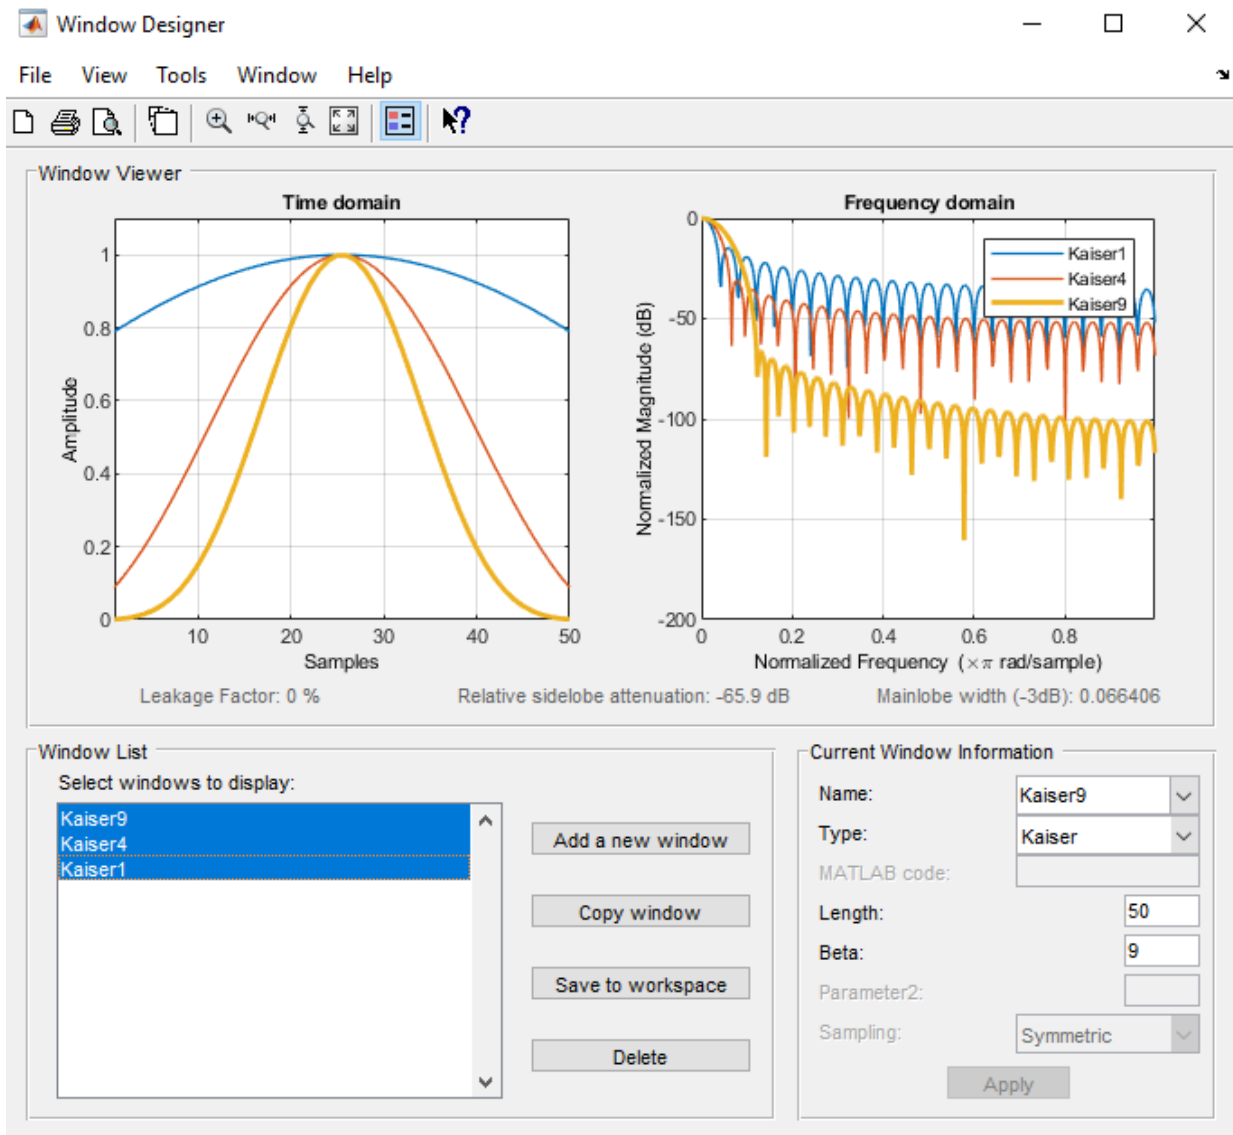 Window Designer
File View Tools Window Help
Window Viewer
Time domain
1
0.8
0.6
0.4
0.2
0
Amplitude
10 20 30 40 50
Samples
Frequency domain
0
-50
-100
-150
-200
Normalized Magnitude (dB)
Kaiser1
Kaiser4
Kaiser9
0 0.2 0.4 0.6 0.8
Normalized Frequency (×π rad/sample)
Leakage Factor: 0 % Relative sidelobe attenuation: -65.9 dB Mainlobe width (-3dB): 0.066406
Window List
Select windows to display:
Kaiser9
Kaiser4
Kaiser1
Add a new window
Copy window
Save to workspace
Delete
Current Window Information
Name: Kaiser9
Type: Kaiser
MATLAB code:
Length: 50
Beta: 9
Parameter2:
Sampling: Symmetric
Apply